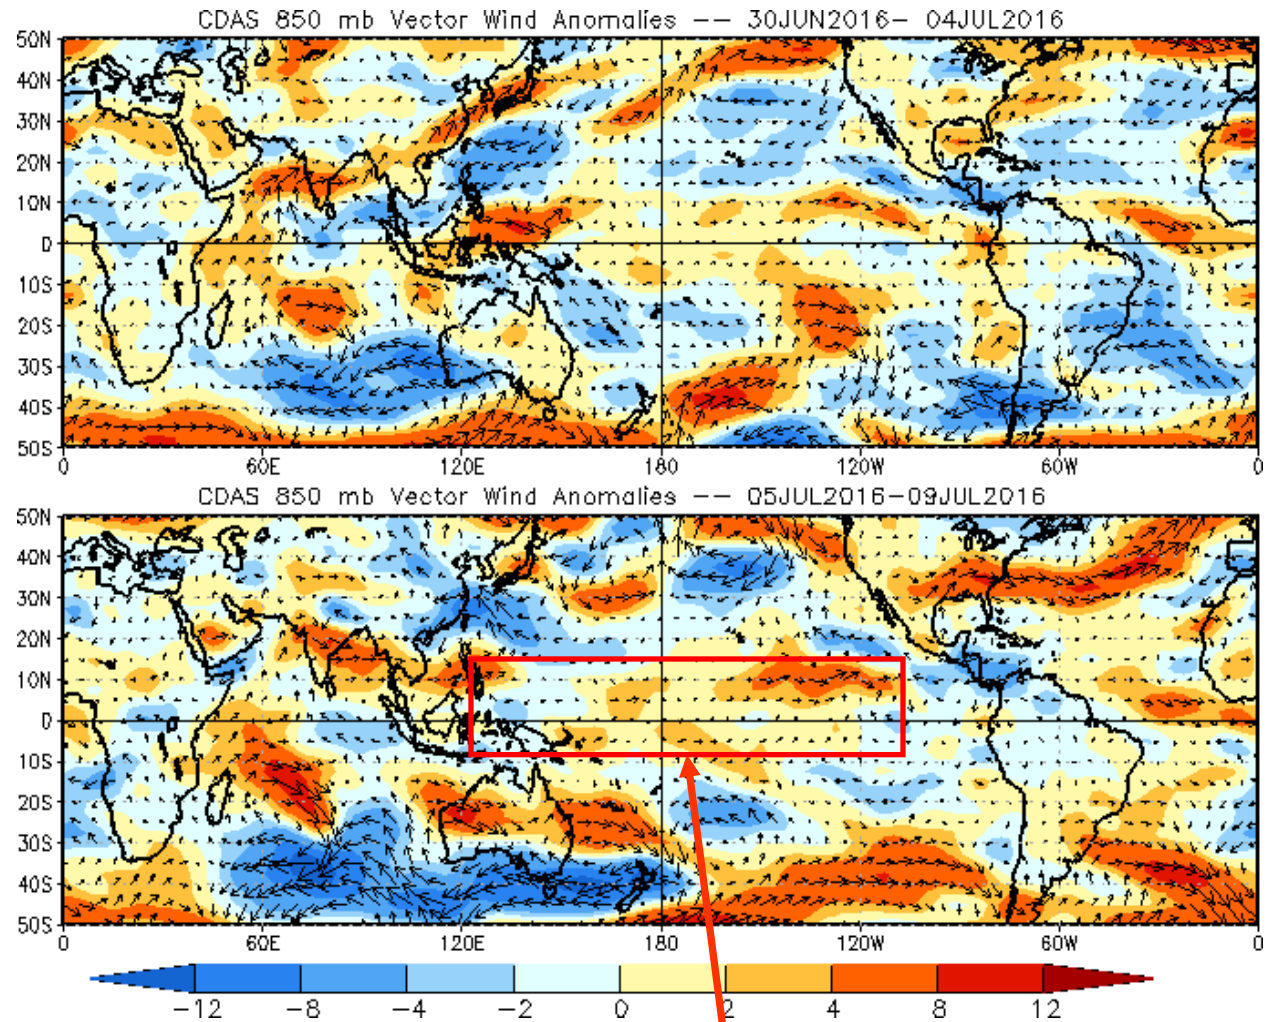 CDAS 850 mb Vector Wind Anomalies -- 30JUN2016- 04JUL2016
50N
40N
30N
20N
10N
0
10S
20S
30S
40S
50S
0 60E 120E 180 120W 60W 0
CDAS 850 mb Vector Wind Anomalies -- 05JUL2016-09JUL2016
50N
40N
30N
20N
10N
0
10S
20S
30S
40S
50S
0 60E 120E 180 120W 60W 0
-12 -8 -4 -2 0 2 4 8 12